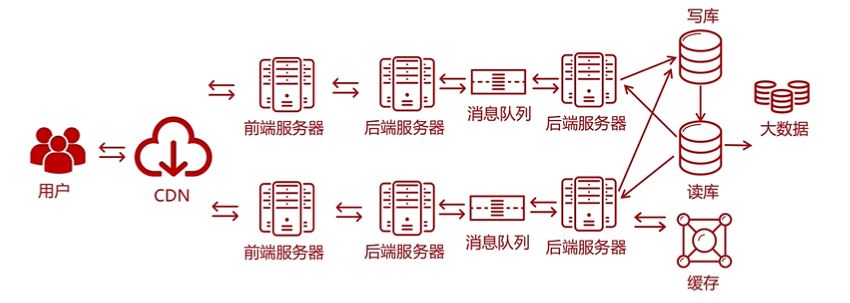 写库
前端服务器
后端服务器
消息队列
后端服务器
大数据
用户
CDN
读库
前端服务器
后端服务器
消息队列
后端服务器
缓存